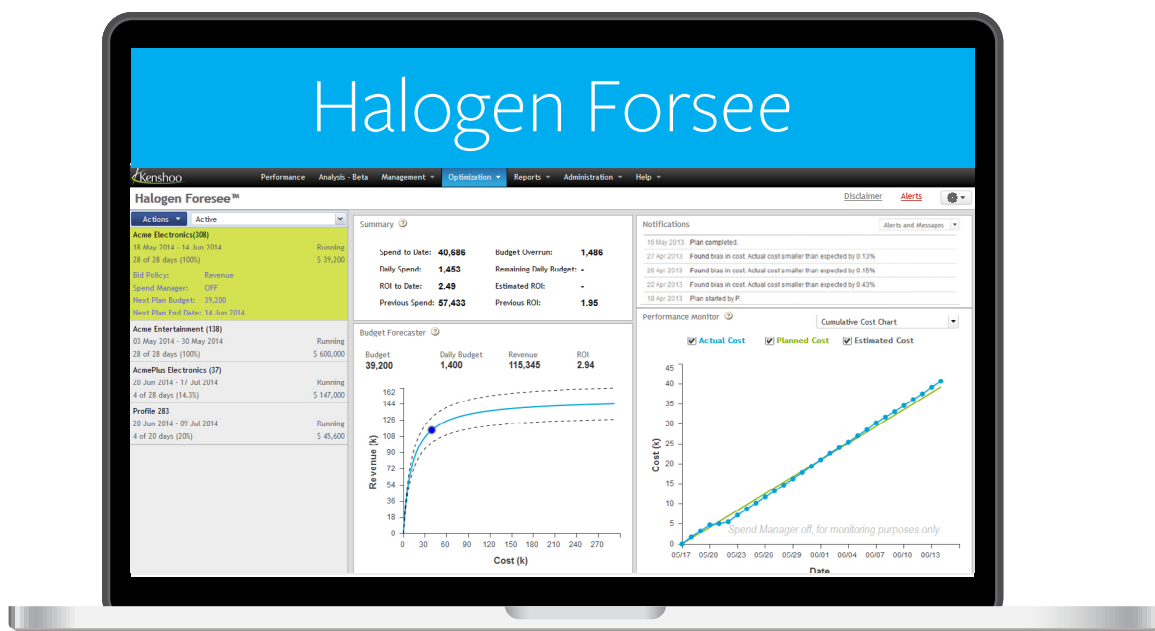 Halogen Forsee
Kenshoo
Performance Analysis - Beta Management Optimization Reports Administration Help
Halogen Foresee™
Disclaimer Alerts
Actions Active
Acme Electronics(308)
18 May 2014 - 14 Jun 2014 Running
28 of 28 days (100%) $ 39,200
Bid Policy: Revenue
Spend Manager: OFF
Next Plan Budget: 39,200
Next Plan End Date: 14 Jun 2014
Acme Entertainment (138)
03 May 2014 - 30 May 2014 Running
28 of 28 days (100%) $ 600,000
AcmePlus Electronics (37)
20 Jun 2014 - 17 Jul 2014 Running
4 of 28 days (14.3%) $ 147,000
Profile 283
20 Jun 2014 - 09 Jul 2014 Running
4 of 20 days (20%) $ 45,600
Summary ?
Spend to Date: 40,686 Budget Overrun: 1,486
Daily Spend: 1,453 Remaining Daily Budget: -
ROI to Date: 2.49 Estimated ROI: -
Previous Spend: 57,433 Previous ROI: 1.95
Budget Forecaster ?
Budget Daily Budget Revenue ROI
39,200 1,400 115,345 2.94
162
144
126
108
90
72
54
36
18
0
Revenue (k)
0 30 60 90 120 150 180 210 240 270
Cost (k)
Notifications Alerts and Messages
16 May 2013 Plan completed.
27 Apr 2013 Found bias in cost. Actual cost smaller than expected by 0.13%
26 Apr 2013 Found bias in cost. Actual cost smaller than expected by 0.15%
22 Apr 2013 Found bias in cost. Actual cost smaller than expected by 0.43%
18 Apr 2013 Plan started by P.
Performance Monitor ?
Cumulative Cost Chart
Actual Cost Planned Cost Estimated Cost
45
40
35
30
25
20
15
10
5
0
Cost (k)
Spend Manager off, for monitoring purposes only
05/17 05/20 05/23 05/26 05/29 06/01 06/04 06/07 06/10 06/13
Date